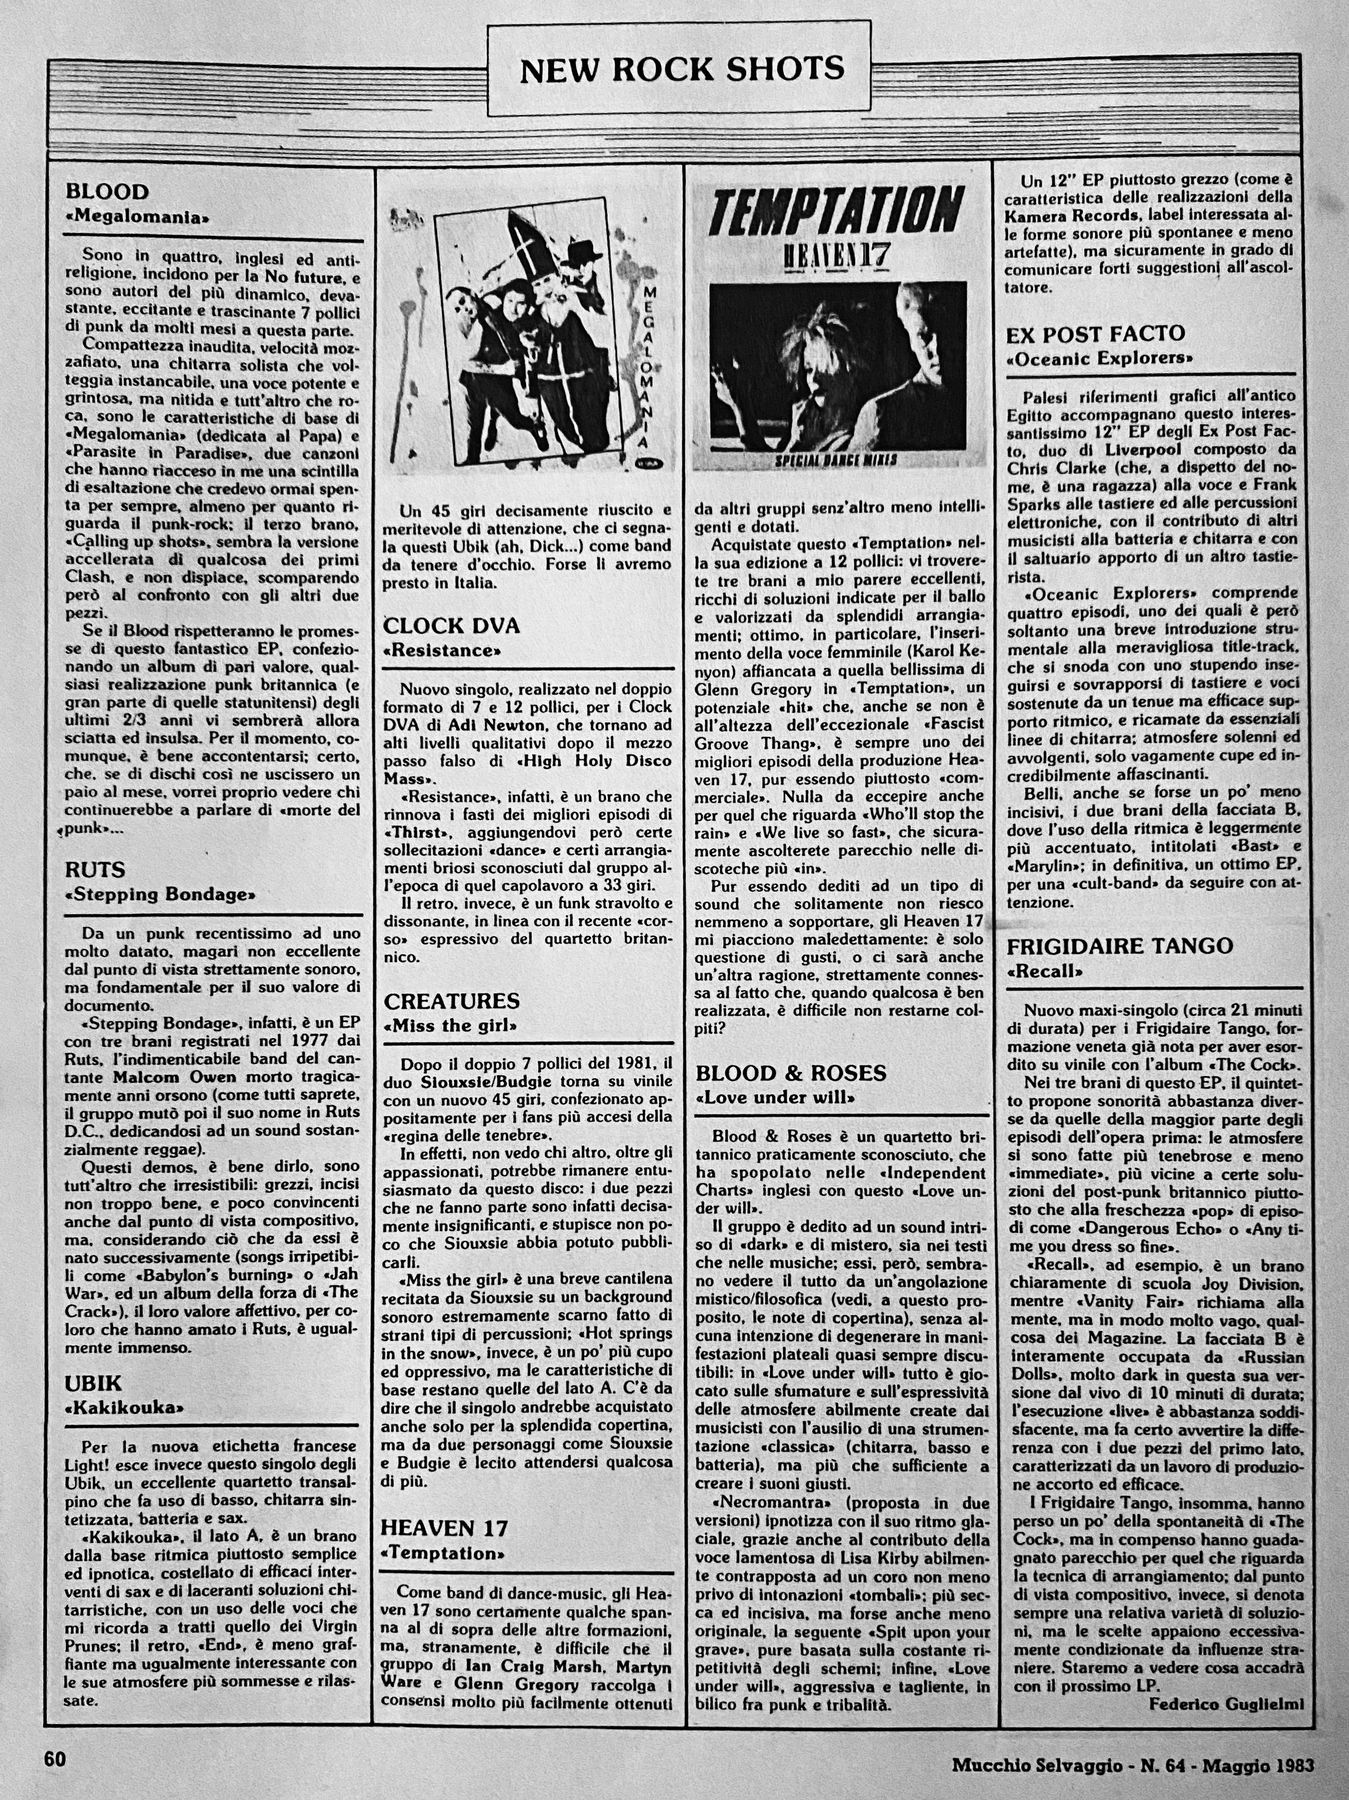 NEW ROCK SHOTS
BLOOD
«Megalomania»
Sono in quattro, inglesi ed anti-
religione, incidono per la No future, e
sono autori del più dinamico, deva-
stante, eccitante e trascinante 7 pollici
di punk da molti mesi a questa parte.
Compattezza inaudita, velocità moz-
zafiato, una chitarra solista che vol-
teggia instancabile, una voce potente e
grintosa, ma nitida e tutt'altro che ro-
ca, sono le caratteristiche di base di
«Megalomania» (dedicata al Papa) e
«Parasite in Paradise», due canzoni
che hanno riacceso in me una scintilla
di esaltazione che credevo ormai spen-
ta per sempre, almeno per quanto ri-
guarda il punk-rock; il terzo brano,
«Calling up shots», sembra la versione
accellerata di qualcosa dei primi
Clash, e non dispiace, scomparendo
però al confronto con gli altri due
pezzi.
Se il Blood rispetteranno le promes-
se di questo fantastico EP, confezio-
nando un album di pari valore, qual-
siasi realizzazione punk britannica (e
gran parte di quelle statunitensi) degli
ultimi 2/3 anni vi sembrerà allora
sciatta ed insulsa. Per il momento, co-
munque, è bene accontentarsi; certo,
che, se di dischi così ne uscissero un
paio al mese, vorrei proprio vedere chi
continuerebbe a parlare di «morte del
punk»...
RUTS
«Stepping Bondage»
Da un punk recentissimo ad uno
molto datato, magari non eccellente
dal punto di vista strettamente sonoro,
ma fondamentale per il suo valore di
documento.
«Stepping Bondage», infatti, è un EP
con tre brani registrati nel 1977 dai
Ruts, l'indimenticabile band del can-
tante Malcom Owen morto tragica-
mente anni orsono (come tutti saprete,
il gruppo mutò poi il suo nome in Ruts
D.C., dedicandosi ad un sound sostan-
zialmente reggae).
Questi demos, è bene dirlo, sono
tutt'altro che irresistibili: grezzi, incisi
non troppo bene, e poco convincenti
anche dal punto di vista compositivo,
ma, considerando ciò che da essi è
nato successivamente (songs irripetibi-
li come «Babylon's burning» o «Jah
War», ed un album della forza di «The
Crack»), il loro valore affettivo, per co-
loro che hanno amato i Ruts, è ugual-
mente immenso.
UBIK
«Kakikouka»
Per la nuova etichetta francese
Light! esce invece questo singolo degli
Ubik, un eccellente quartetto transal-
pino che fa uso di basso, chitarra sin-
tetizzata, batteria e sax.
«Kakikouka», il lato A, è un brano
dalla base ritmica piuttosto semplice
ed ipnotica, costellato di efficaci inter-
venti di sax e di laceranti soluzioni chi-
tarristiche, con un uso delle voci che
mi ricorda a tratti quello dei Virgin
Prunes; il retro, «End», è meno graf-
fiante ma ugualmente interessante con
le sue atmosfere più sommesse e rilas-
sate.
MEGALOMANIA
Un 45 giri decisamente riuscito e
meritevole di attenzione, che ci segna-
la questi Ubik (ah, Dick...) come band
da tenere d'occhio. Forse li avremo
presto in Italia.
CLOCK DVA
«Resistance»
Nuovo singolo, realizzato nel doppio
formato di 7 e 12 pollici, per i Clock
DVA di Adi Newton, che tornano ad
alti livelli qualitativi dopo il mezzo
passo falso di «High Holy Disco
Mass».
«Resistance», infatti, è un brano che
rinnova i fasti dei migliori episodi di
«Thirst», aggiungendovi però certe
sollecitazioni «dance» e certi arrangia-
menti briosi sconosciuti dal gruppo al-
l'epoca di quel capolavoro a 33 giri.
Il retro, invece, è un funk stravolto e
dissonante, in linea con il recente «cor-
so» espressivo del quartetto britan-
nico.
CREATURES
«Miss the girl»
Dopo il doppio 7 pollici del 1981, il
duo Siouxsie/Budgie torna su vinile
con un nuovo 45 giri, confezionato ap-
positamente per i fans più accesi della
«regina delle tenebre».
In effetti, non vedo chi altro, oltre gli
appassionati, potrebbe rimanere entu-
siasmato da questo disco: i due pezzi
che ne fanno parte sono infatti decisa-
mente insignificanti, e stupisce non po-
co che Siouxsie abbia potuto pubbli-
carli.
«Miss the girl» è una breve cantilena
recitata da Siouxsie su un background
sonoro estremamente scarno fatto di
strani tipi di percussioni; «Hot springs
in the snow», invece, è un po' più cupo
ed oppressivo, ma le caratteristiche di
base restano quelle del lato A. C'è da
dire che il singolo andrebbe acquistato
anche solo per la splendida copertina,
ma da due personaggi come Siouxsie
e Budgie è lecito attendersi qualcosa
di più.
HEAVEN 17
«Temptation»
Come band di dance-music, gli Hea-
ven 17 sono certamente qualche span-
na al di sopra delle altre formazioni,
ma, stranamente, è difficile che il
gruppo di Ian Craig Marsh, Martyn
Ware e Glenn Gregory raccolga i
consensi molto più facilmente ottenuti
TEMPTATION
HEAVEN 17
SPECIAL DANCE MIXES
da altri gruppi senz'altro meno intelli-
genti e dotati.
Acquistate questo «Temptation» nel-
la sua edizione a 12 pollici: vi trovere-
te tre brani a mio parere eccellenti,
ricchi di soluzioni indicate per il ballo
e valorizzati da splendidi arrangia-
menti; ottimo, in particolare, l'inseri-
mento della voce femminile (Karol Ke-
nyon) affiancata a quella bellissima di
Glenn Gregory in «Temptation», un
potenziale «hit» che, anche se non è
all'altezza dell'eccezionale «Fascist
Groove Thang», è sempre uno dei
migliori episodi della produzione Hea-
ven 17, pur essendo piuttosto «com-
merciale». Nulla da eccepire anche
per quel che riguarda «Who'll stop the
rain» e «We live so fast», che sicura-
mente ascolterete parecchio nelle di-
scoteche più «in».
Pur essendo dediti ad un tipo di
sound che solitamente non riesco
nemmeno a sopportare, gli Heaven 17
mi piacciono maledettamente: è solo
questione di gusti, o ci sarà anche
un'altra ragione, strettamente connes-
sa al fatto che, quando qualcosa è ben
realizzata, è difficile non restarne col-
piti?
BLOOD & ROSES
«Love under will»
Blood & Roses è un quartetto bri-
tannico praticamente sconosciuto, che
ha spopolato nelle «Independent
Charts» inglesi con questo «Love un-
der will».
Il gruppo è dedito ad un sound intri-
so di «dark» e di mistero, sia nei testi
che nelle musiche; essi, però, sembra-
no vedere il tutto da un'angolazione
mistico/filosofica (vedi, a questo pro-
posito, le note di copertina), senza al-
cuna intenzione di degenerare in mani-
festazioni plateali quasi sempre discu-
tibili: in «Love under will» tutto è gio-
cato sulle sfumature e sull'espressività
delle atmosfere abilmente create dai
musicisti con l'ausilio di una strumen-
tazione «classica» (chitarra, basso e
batteria), ma più che sufficiente a
creare i suoni giusti.
«Necromantra» (proposta in due
versioni) ipnotizza con il suo ritmo gla-
ciale, grazie anche al contributo della
voce lamentosa di Lisa Kirby abilmen-
te contrapposta ad un coro non meno
privo di intonazioni «tombali»; più sec-
ca ed incisiva, ma forse anche meno
originale, la seguente «Spit upon your
grave», pure basata sulla costante ri-
petitività degli schemi; infine, «Love
under will», aggressiva e tagliente, in
bilico fra punk e tribalità.
Un 12" EP piuttosto grezzo (come è
caratteristica delle realizzazioni della
Kamera Records, label interessata al-
le forme sonore più spontanee e meno
artefatte), ma sicuramente in grado di
comunicare forti suggestioni all'ascol-
tatore.
EX POST FACTO
«Oceanic Explorers»
Palesi riferimenti grafici all'antico
Egitto accompagnano questo interes-
santissimo 12" EP degli Ex Post Fac-
to, duo di Liverpool composto da
Chris Clarke (che, a dispetto del no-
me, è una ragazza) alla voce e Frank
Sparks alle tastiere ed alle percussioni
elettroniche, con il contributo di altri
musicisti alla batteria e chitarra e con
il saltuario apporto di un altro tastie-
rista.
«Oceanic Explorers» comprende
quattro episodi, uno dei quali è però
soltanto una breve introduzione stru-
mentale alla meravigliosa title-track,
che si snoda con uno stupendo inse-
guirsi e sovrapporsi di tastiere e voci
sostenute da un tenue ma efficace sup-
porto ritmico, e ricamate da essenziali
linee di chitarra; atmosfere solenni ed
avvolgenti, solo vagamente cupe ed in-
credibilmente affascinanti.
Belli, anche se forse un po' meno
incisivi, i due brani della facciata B,
dove l'uso della ritmica è leggermente
più accentuato, intitolati «Bast» e
«Marylin»; in definitiva, un ottimo EP,
per una «cult-band» da seguire con at-
tenzione.
FRIGIDAIRE TANGO
«Recall»
Nuovo maxi-singolo (circa 21 minuti
di durata) per i Frigidaire Tango, for-
mazione veneta già nota per aver esor-
dito su vinile con l'album «The Cock».
Nei tre brani di questo EP, il quintet-
to propone sonorità abbastanza diver-
se da quelle della maggior parte degli
episodi dell'opera prima: le atmosfere
si sono fatte più tenebrose e meno
«immediate», più vicine a certe solu-
zioni del post-punk britannico piutto-
sto che alla freschezza «pop» di episo-
di come «Dangerous Echo» o «Any ti-
me you dress so fine».
«Recall», ad esempio, è un brano
chiaramente di scuola Joy Division,
mentre «Vanity Fair» richiama alla
mente, ma in modo molto vago, qual-
cosa dei Magazine. La facciata B è
interamente occupata da «Russian
Dolls», molto dark in questa sua ver-
sione dal vivo di 10 minuti di durata;
l'esecuzione «live» è abbastanza soddi-
sfacente, ma fa certo avvertire la diffe-
renza con i due pezzi del primo lato,
caratterizzati da un lavoro di produzio-
ne accorto ed efficace.
I Frigidaire Tango, insomma, hanno
perso un po' della spontaneità di «The
Cock», ma in compenso hanno guada-
gnato parecchio per quel che riguarda
la tecnica di arrangiamento; dal punto
di vista compositivo, invece, si denota
sempre una relativa varietà di soluzio-
ni, ma le scelte appaiono eccessiva-
mente condizionate da influenze stra-
niere. Staremo a vedere cosa accadrà
con il prossimo LP.
Federico Guglielmi
60
Mucchio Selvaggio - N. 64 - Maggio 1983